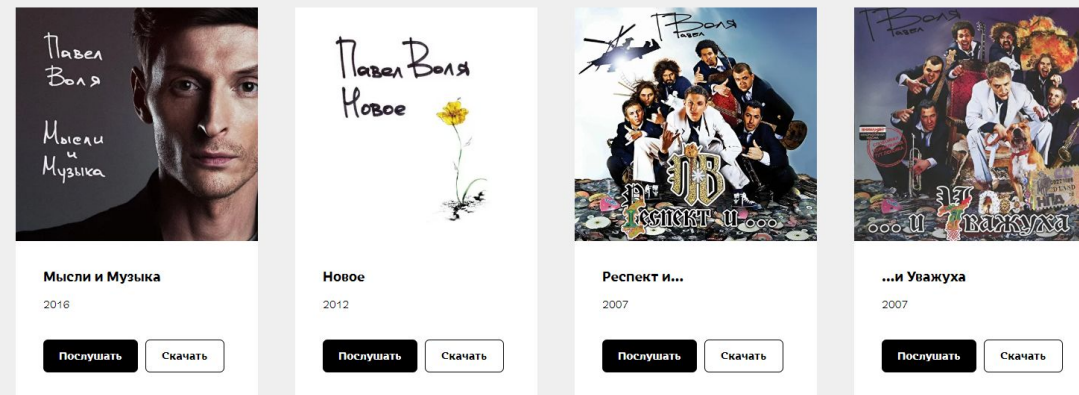 Павел
Воля
Мысли
и
Музыка
Мысли и Музыка
2016
Послушать
Скачать
Павел Воля
Новое
Новое
2012
Послушать
Скачать
Воля
Павел
ПВ
Респект и ...
Респект и...
2007
Послушать
Скачать
Воля
Павел
... и Уважуха
...и Уважуха
2007
Послушать
Скачать